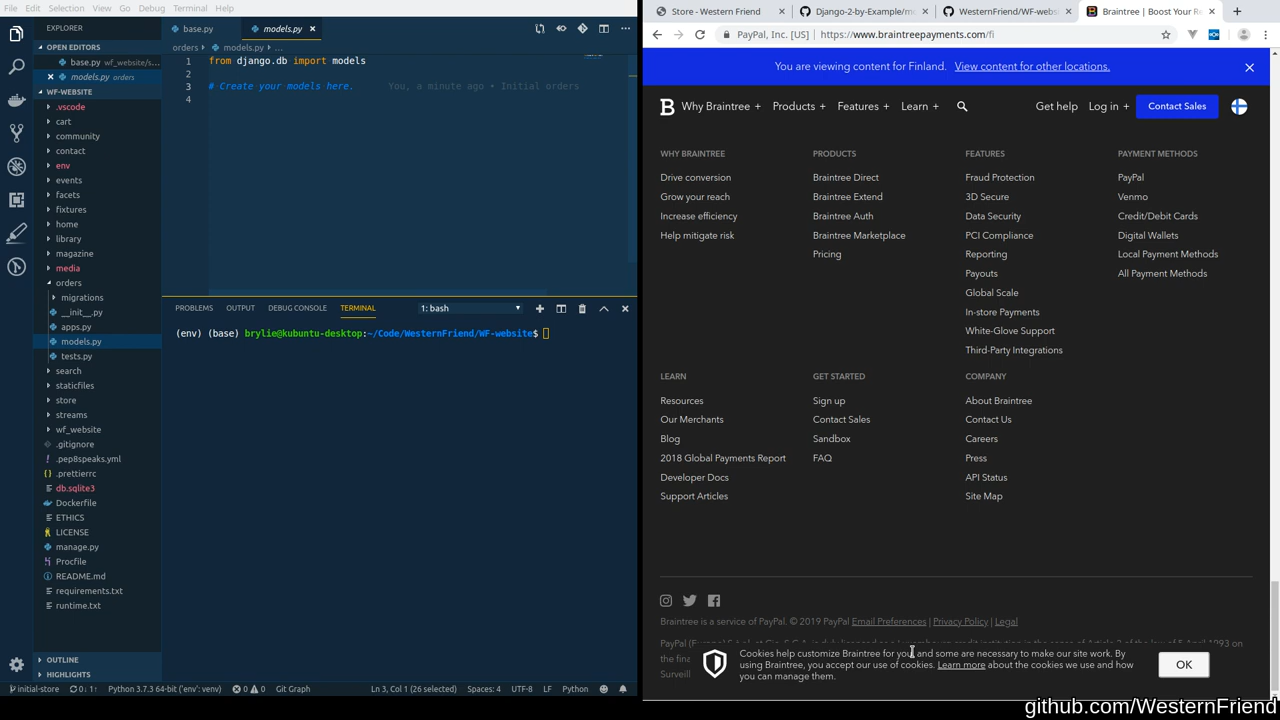 File Edit Selection View Go Debug Terminal Help
EXPLORER
OPEN EDITORS
base.py wf_website/s...
models.py orders
WF-WEBSITE
.vscode
cart
community
contact
env
events
facets
fixtures
home
library
magazine
media
orders
migrations
__init__.py
apps.py
models.py
tests.py
search
staticfiles
store
streams
wf_website
.gitignore
.pep8speaks.yml
.prettierrc
db.sqlite3
Dockerfile
ETHICS
LICENSE
manage.py
Procfile
README.md
requirements.txt
runtime.txt
OUTLINE
HIGHLIGHTS
base.py models.py
orders models.py ...
1 from django.db import models
2
3 # Create your models here. You, a minute ago • Initial orders
4
PROBLEMS OUTPUT DEBUG CONSOLE TERMINAL 1: bash
(env) (base) brylie@kubuntu-desktop:~/Code/WesternFriend/WF-website$
initial-store 0↓ 1↑ Python 3.7.3 64-bit ('env': venv) 0 0 Git Graph Ln 3, Col 1 (26 selected) Spaces: 4 UTF-8 LF Python
Store - Western Friend Django-2-by-Example/m WesternFriend/WF-webs Braintree | Boost Your Re
PayPal, Inc. [US] https://www.braintreepayments.com/fi
You are viewing content for Finland. View content for other locations.
Why Braintree + Products + Features + Learn + Get help Log in + Contact Sales
WHY BRAINTREE
Drive conversion
Grow your reach
Increase efficiency
Help mitigate risk
PRODUCTS
Braintree Direct
Braintree Extend
Braintree Auth
Braintree Marketplace
Pricing
FEATURES
Fraud Protection
3D Secure
Data Security
PCI Compliance
Reporting
Payouts
Global Scale
In-store Payments
White-Glove Support
Third-Party Integrations
PAYMENT METHODS
PayPal
Venmo
Credit/Debit Cards
Digital Wallets
Local Payment Methods
All Payment Methods
LEARN
Resources
Our Merchants
Blog
2018 Global Payments Report
Developer Docs
Support Articles
GET STARTED
Sign up
Contact Sales
Sandbox
FAQ
COMPANY
About Braintree
Contact Us
Careers
Press
API Status
Site Map
Braintree is a service of PayPal. © 2019 PayPal Email Preferences | Privacy Policy | Legal
Cookies help customize Braintree for you, and some are necessary to make our site work. By
using Braintree, you accept our use of cookies. Learn more about the cookies we use and how
you can manage them.
OK
github.com/WesternFriend